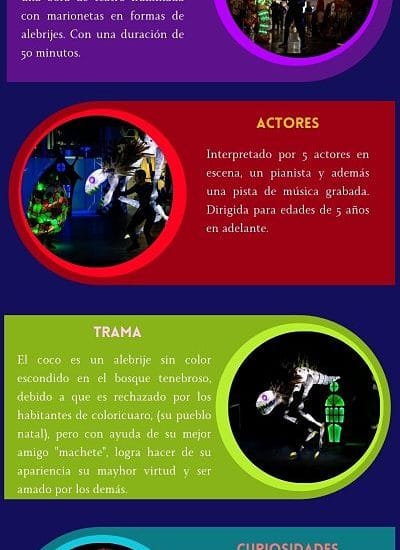 una obra de teatro iluminada
con marionetas en formas de
alebrijes. Con una duración de
50 minutos.
ACTORES
Interpretado por 5 actores en
escena, un pianista y además
una pista de música grabada.
Dirigida para edades de 5 años
en adelante.
TRAMA
El coco es un alebrije sin color
escondido en el bosque tenebroso,
debido a que es rechazado por los
habitantes de coloricuaro, (su pueblo
natal), pero con ayuda de su mejor
amigo "machete", logra hacer de su
apariencia su mayhor virtud y ser
amado por los demás.
CURIOSIDADES